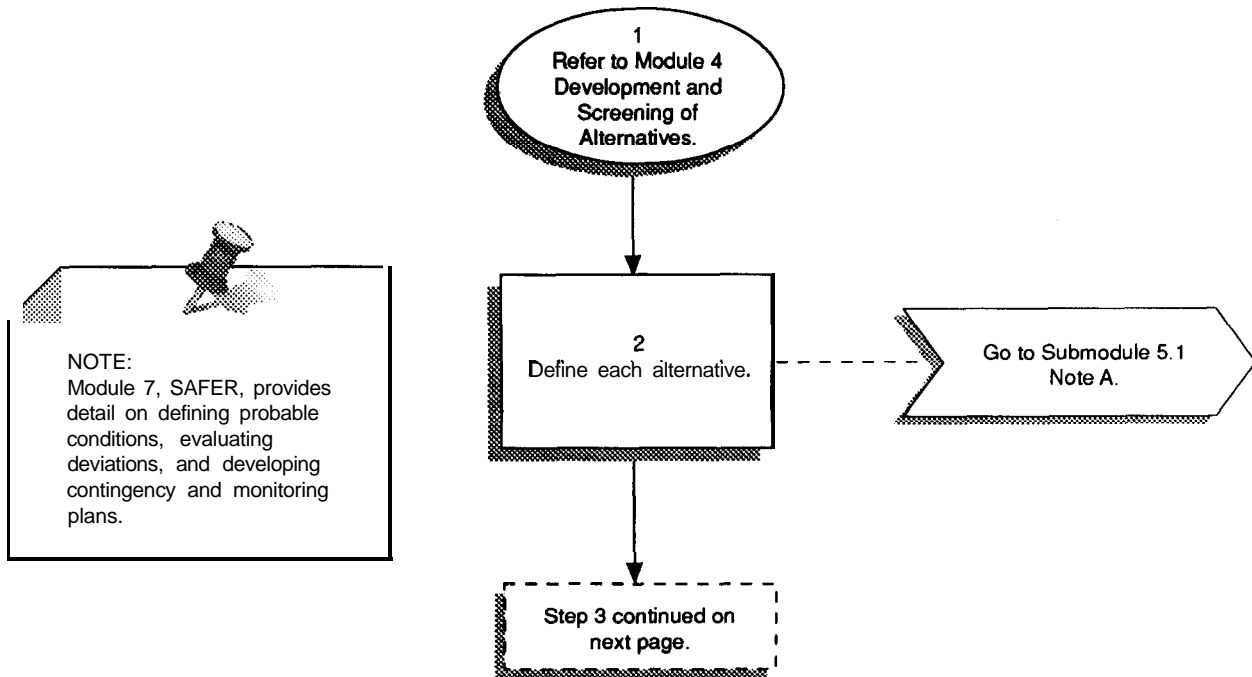 1
Refer to Module 4
Development and
Screening of
Alternatives.
NOTE:
Module 7, SAFER, provides
detail on defining probable
conditions, evaluating
deviations, and developing
contingency and monitoring
plans.
2
Define each alternative.
Go to Submodule 5.1
Note A.
Step 3 continued on
next page.